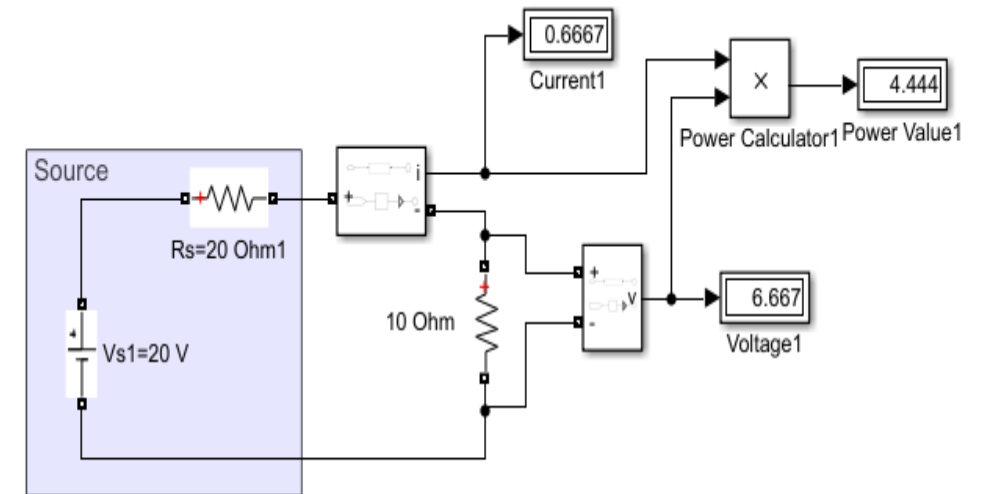 0.6667
Current1
X
4.444
Power Calculator1
Power Value1
Source
i
+
-
Rs=20 Ohm1
+
v
-
6.667
Voltage1
10 Ohm
Vs1=20 V